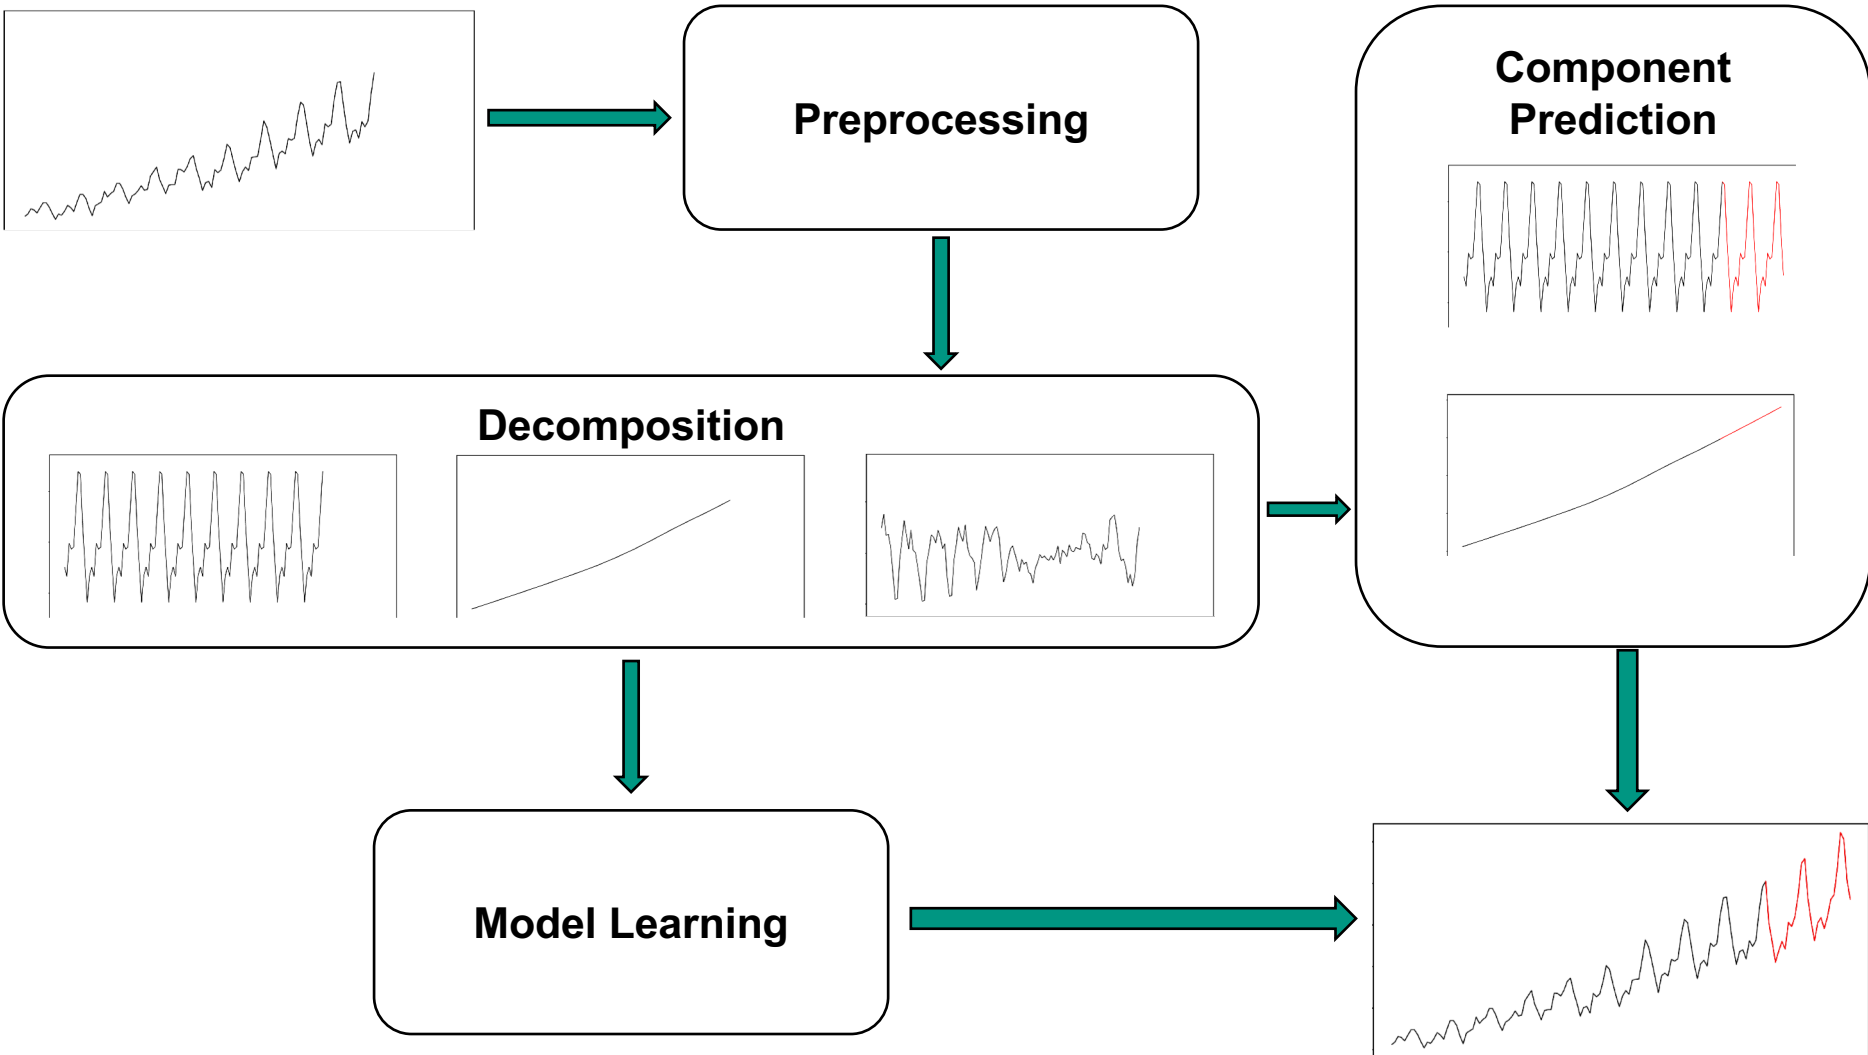 Preprocessing
Component
Prediction
Decomposition
Model Learning